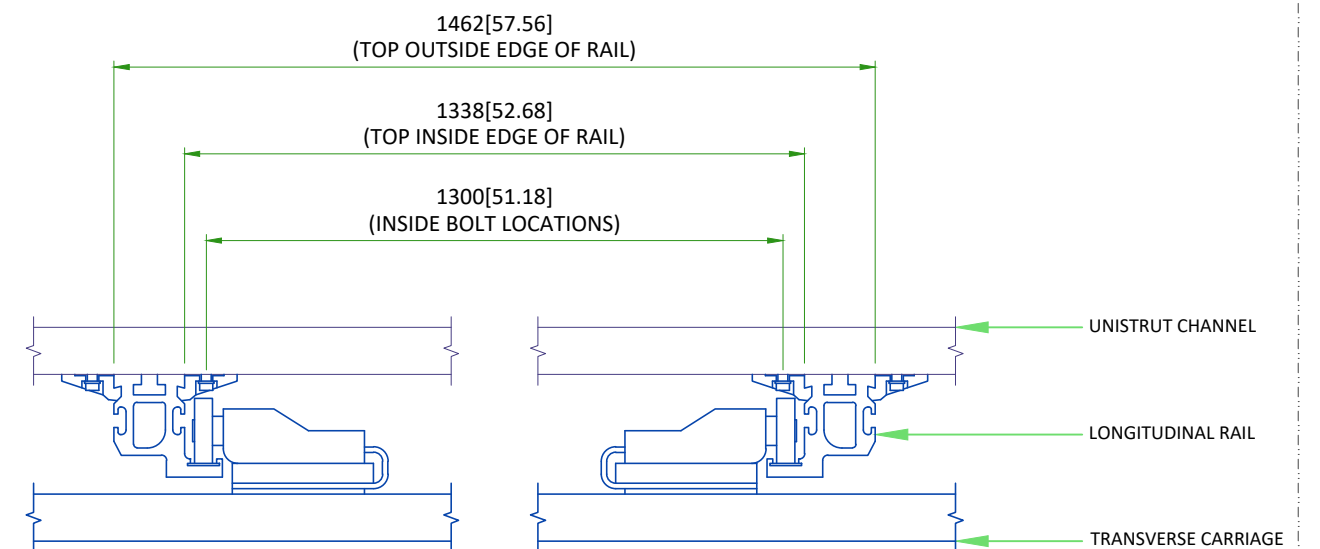 1462[57.56]
(TOP OUTSIDE EDGE OF RAIL)
1338[52.68]
(TOP INSIDE EDGE OF RAIL)
1300[51.18]
(INSIDE BOLT LOCATIONS)
UNISTRUT CHANNEL
LONGITUDINAL RAIL
TRANSVERSE CARRIAGE